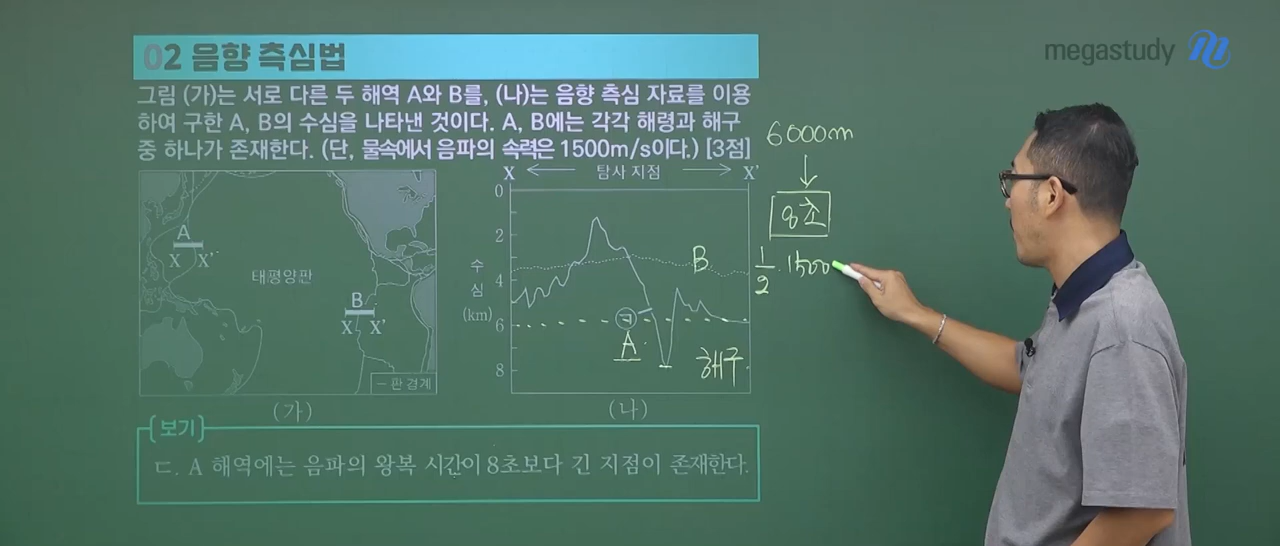 megastudy
02 음향 측심법
그림 (가)는 서로 다른 두 해역 A와 B를, (나)는 음향 측심 자료를 이용
하여 구한 A, B의 수심을 나타낸 것이다. A, B에는 각각 해령과 해구
중 하나가 존재한다. (단, 물속에서 음파의 속력은 1500m/s이다.) [3점]
6000m
↓
8초
1/2 · 1500
A
X X'
태평양판
B
X X'
─ 판 경계
(가)
X ← 탐사 지점 → X'
0
2
4
6
8
수심
(km)
B
㉠
A
해구
(나)
보기
ㄷ. A 해역에는 음파의 왕복 시간이 8초보다 긴 지점이 존재한다.